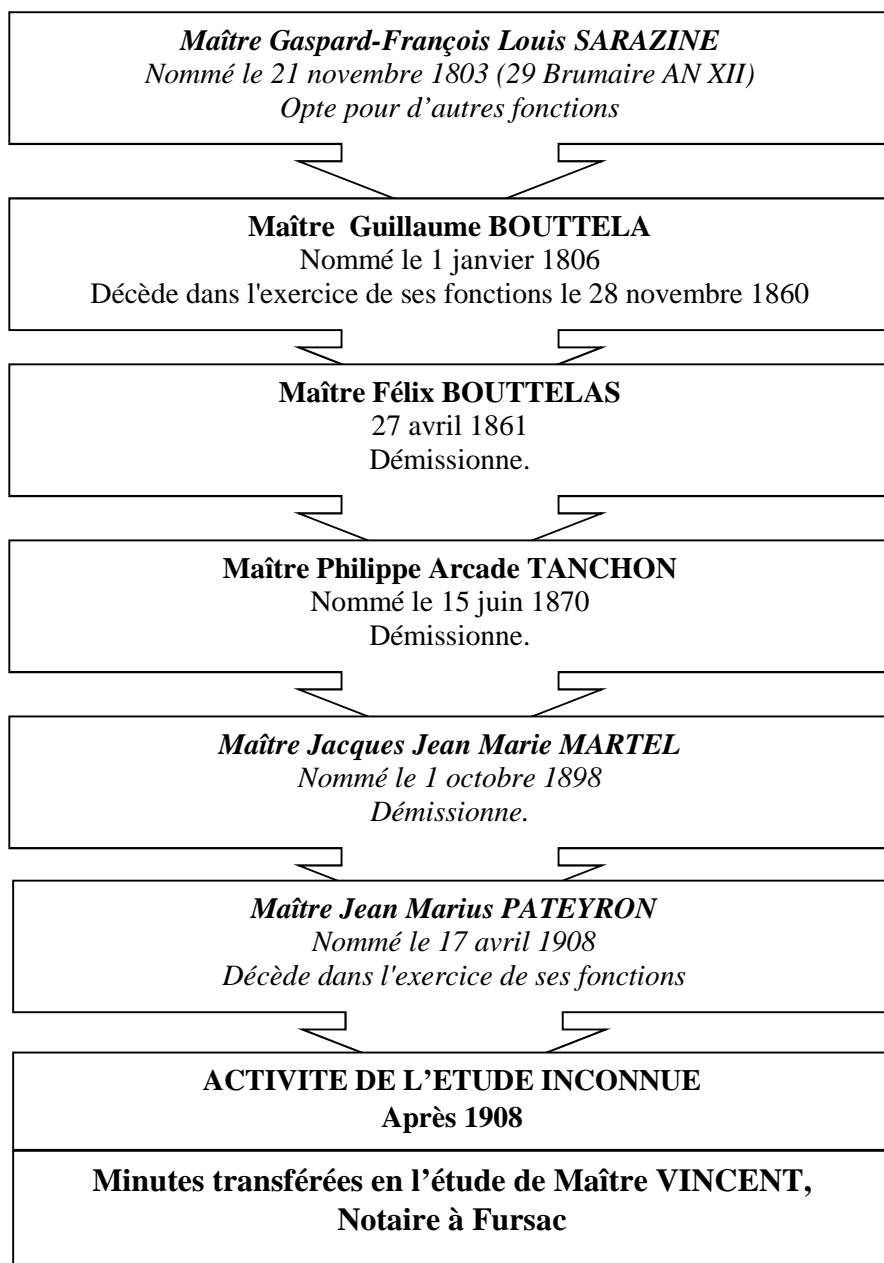 Maître Gaspard-François Louis SARAZINE
Nommé le 21 novembre 1803 (29 Brumaire AN XII)
Opte pour d'autres fonctions
Maître Guillaume BOUTTELA
Nommé le 1 janvier 1806
Décède dans l'exercice de ses fonctions le 28 novembre 1860
Maître Félix BOUTTELAS
27 avril 1861
Démissionne.
Maître Philippe Arcade TANCHON
Nommé le 15 juin 1870
Démissionne.
Maître Jacques Jean Marie MARTEL
Nommé le 1 octobre 1898
Démissionne.
Maître Jean Marius PATEYRON
Nommé le 17 avril 1908
Décède dans l'exercice de ses fonctions
ACTIVITE DE L'ETUDE INCONNUE
Après 1908
Minutes transférées en l'étude de Maître VINCENT,
Notaire à Fursac